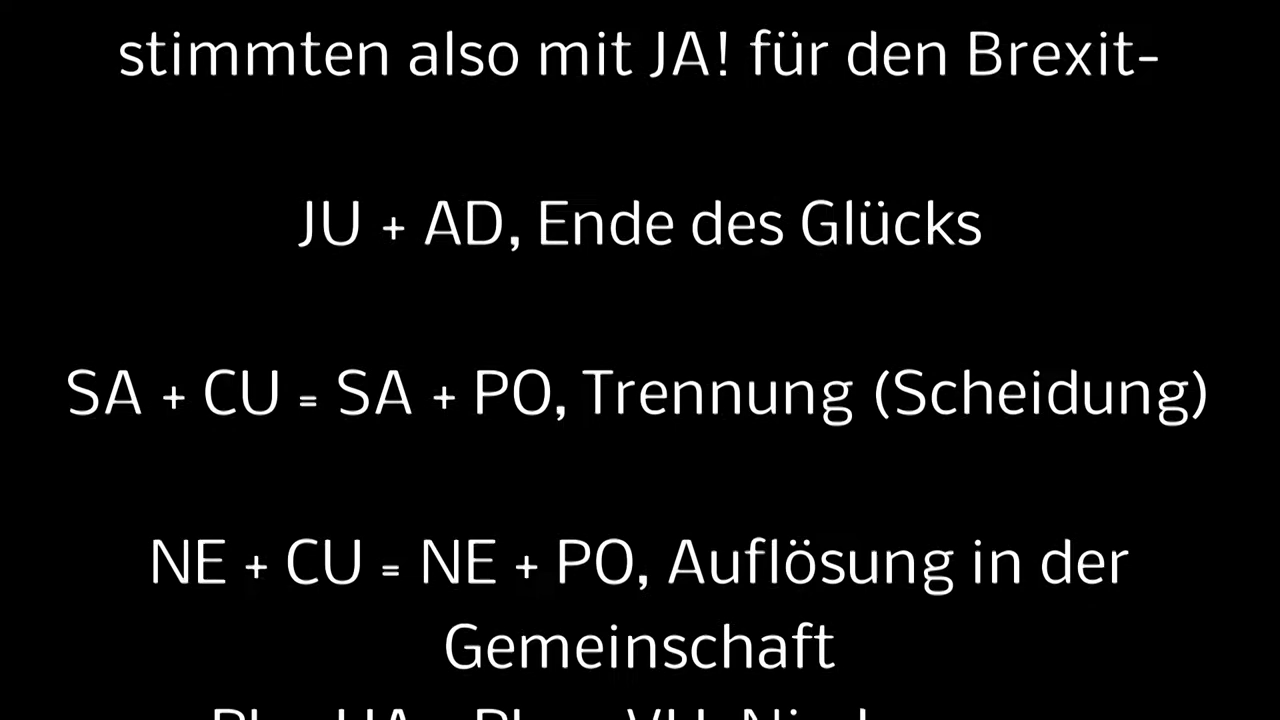 stimmten also mit JA! für den Brexit-
JU + AD, Ende des Glücks
SA + CU = SA + PO, Trennung (Scheidung)
NE + CU = NE + PO, Auflösung in der
Gemeinschaft